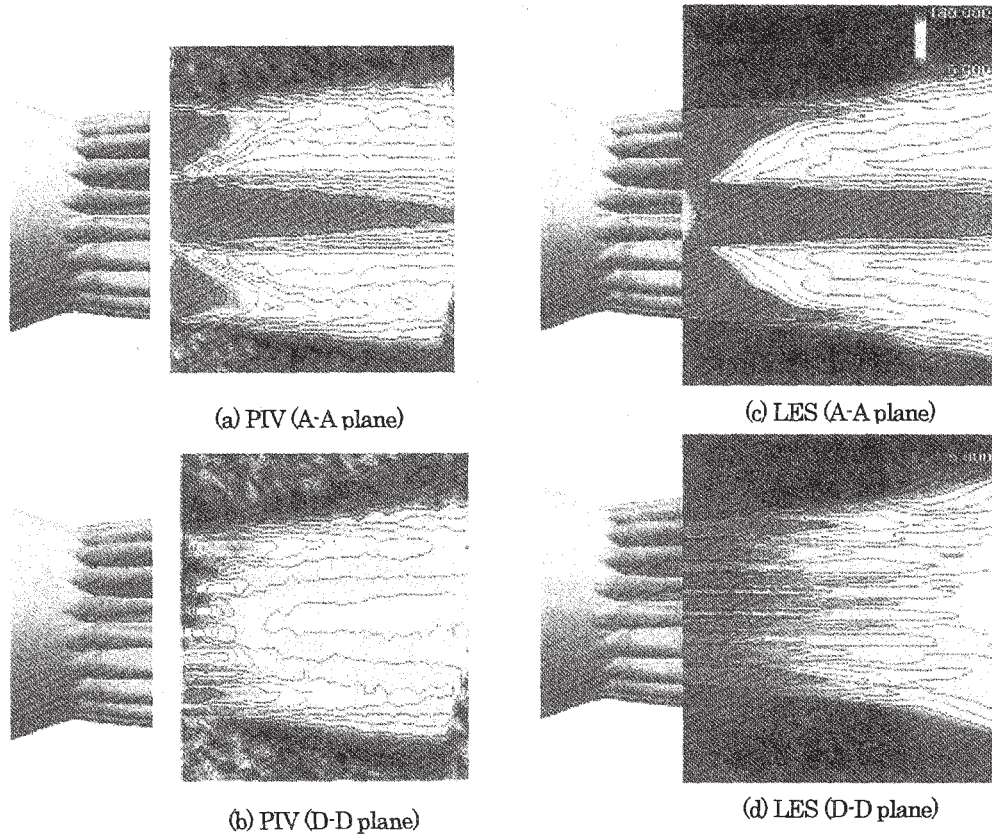 (a) PIV (A-A plane)
(c) LES (A-A plane)
(b) PIV (D-D plane)
(d) LES (D-D plane)